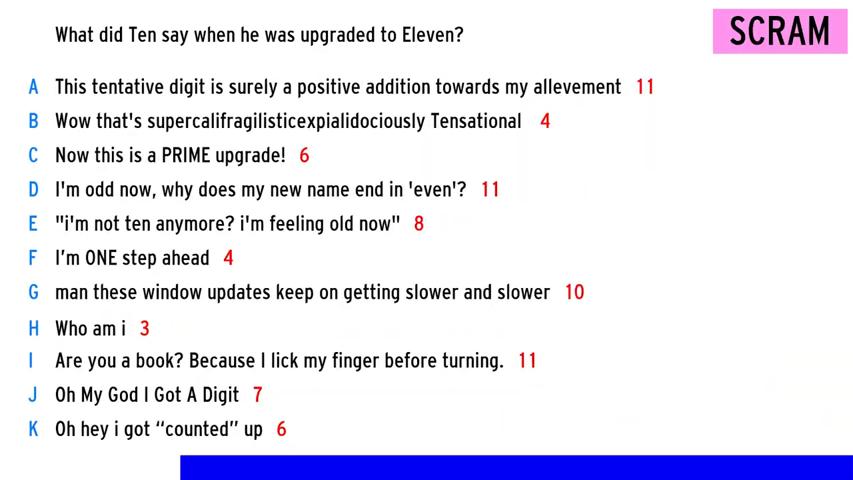 What did Ten say when he was upgraded to Eleven?
SCRAM
A This tentative digit is surely a positive addition towards my allevement 11
B Wow that's supercalifragilisticexpialidociously Tensational 4
C Now this is a PRIME upgrade! 6
D I'm odd now, why does my new name end in 'even'? 11
E "i'm not ten anymore? i'm feeling old now" 8
F I’m ONE step ahead 4
G man these window updates keep on getting slower and slower 10
H Who am i 3
I Are you a book? Because I lick my finger before turning. 11
J Oh My God I Got A Digit 7
K Oh hey i got “counted” up 6